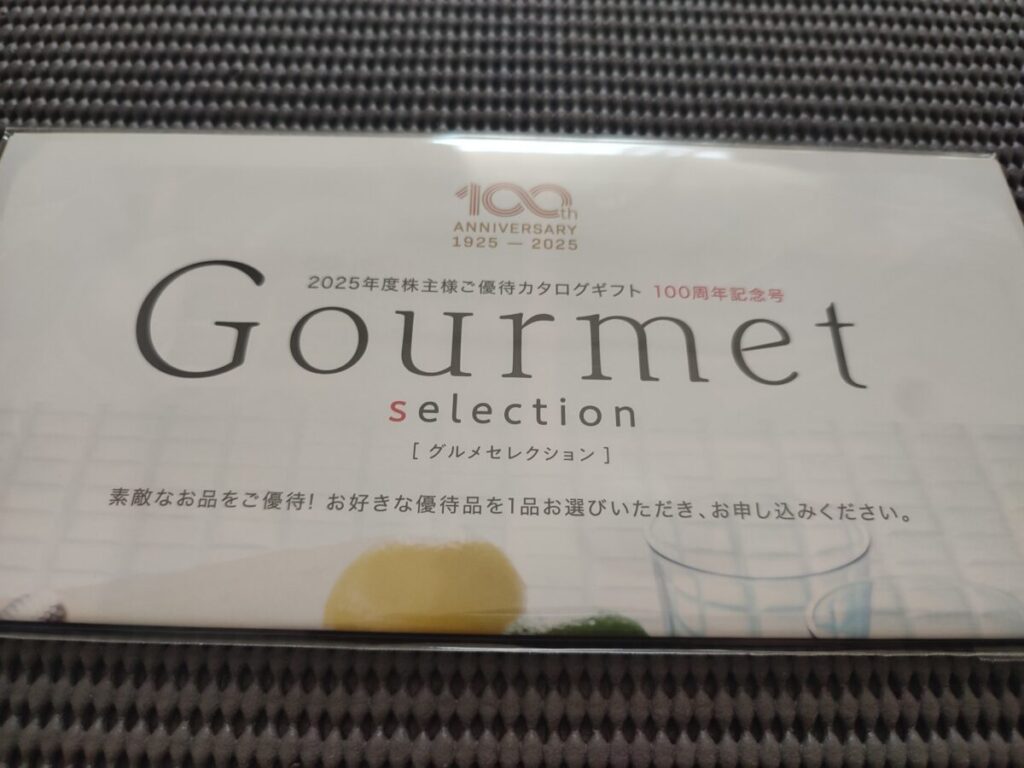 100th
ANNIVERSARY
1925 — 2025
2025年度株主様ご優待カタログギフト 100周年記念号
Gourmet
selection
[ グルメセレクション ]
素敵なお品をご優待! お好きな優待品を1品お選びいただき、お申し込みください。